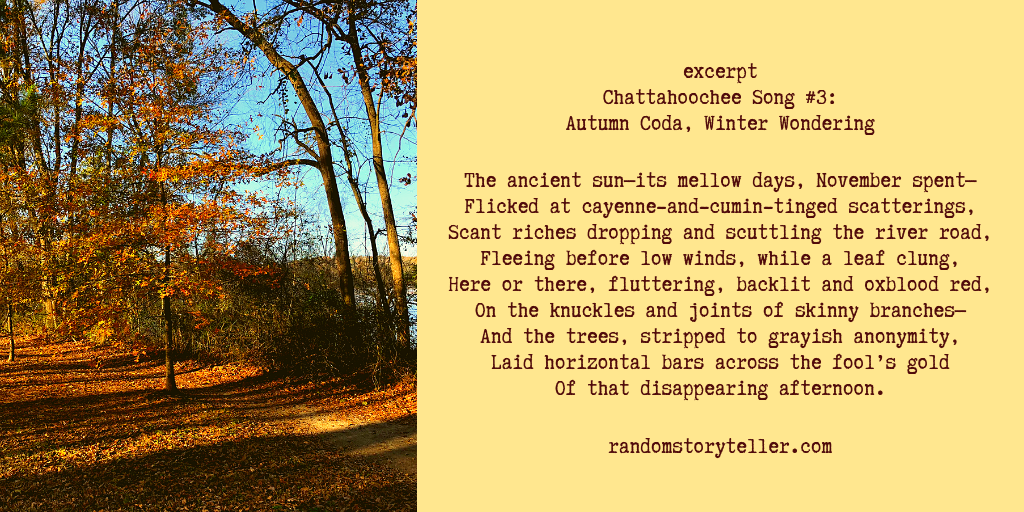 excerpt
Chattahoochee Song #3:
Autumn Coda, Winter Wondering
The ancient sun—its mellow days, November spent—
Flicked at cayenne-and-cumin-tinged scatterings,
Scant riches dropping and scuttling the river road,
Fleeing before low winds, while a leaf clung,
Here or there, fluttering, backlit and oxblood red,
On the knuckles and joints of skinny branches—
And the trees, stripped to grayish anonymity,
Laid horizontal bars across the fool's gold
Of that disappearing afternoon.
randomstoryteller.com